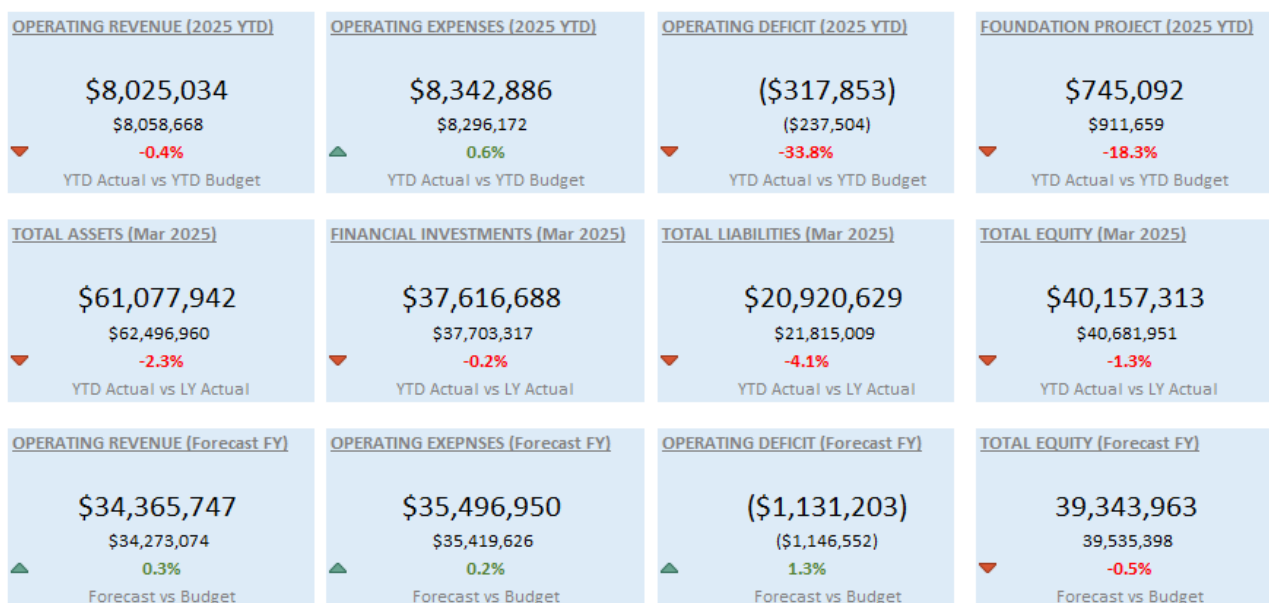 OPERATING REVENUE (2025 YTD)
$8,025,034
$8,058,668
-0.4%
YTD Actual vs YTD Budget
OPERATING EXPENSES (2025 YTD)
$8,342,886
$8,296,172
0.6%
YTD Actual vs YTD Budget
OPERATING DEFICIT (2025 YTD)
($317,853)
($237,504)
-33.8%
YTD Actual vs YTD Budget
FOUNDATION PROJECT (2025 YTD)
$745,092
$911,659
-18.3%
YTD Actual vs YTD Budget
TOTAL ASSETS (Mar 2025)
$61,077,942
$62,496,960
-2.3%
YTD Actual vs LY Actual
FINANCIAL INVESTMENTS (Mar 2025)
$37,616,688
$37,703,317
-0.2%
YTD Actual vs LY Actual
TOTAL LIABILITIES (Mar 2025)
$20,920,629
$21,815,009
-4.1%
YTD Actual vs LY Actual
TOTAL EQUITY (Mar 2025)
$40,157,313
$40,681,951
-1.3%
YTD Actual vs LY Actual
OPERATING REVENUE (Forecast FY)
$34,365,747
$34,273,074
0.3%
Forecast vs Budget
OPERATING EXEPNSES (Forecast FY)
$35,496,950
$35,419,626
0.2%
Forecast vs Budget
OPERATING DEFICIT (Forecast FY)
($1,131,203)
($1,146,552)
1.3%
Forecast vs Budget
TOTAL EQUITY (Forecast FY)
39,343,963
39,535,398
-0.5%
Forecast vs Budget